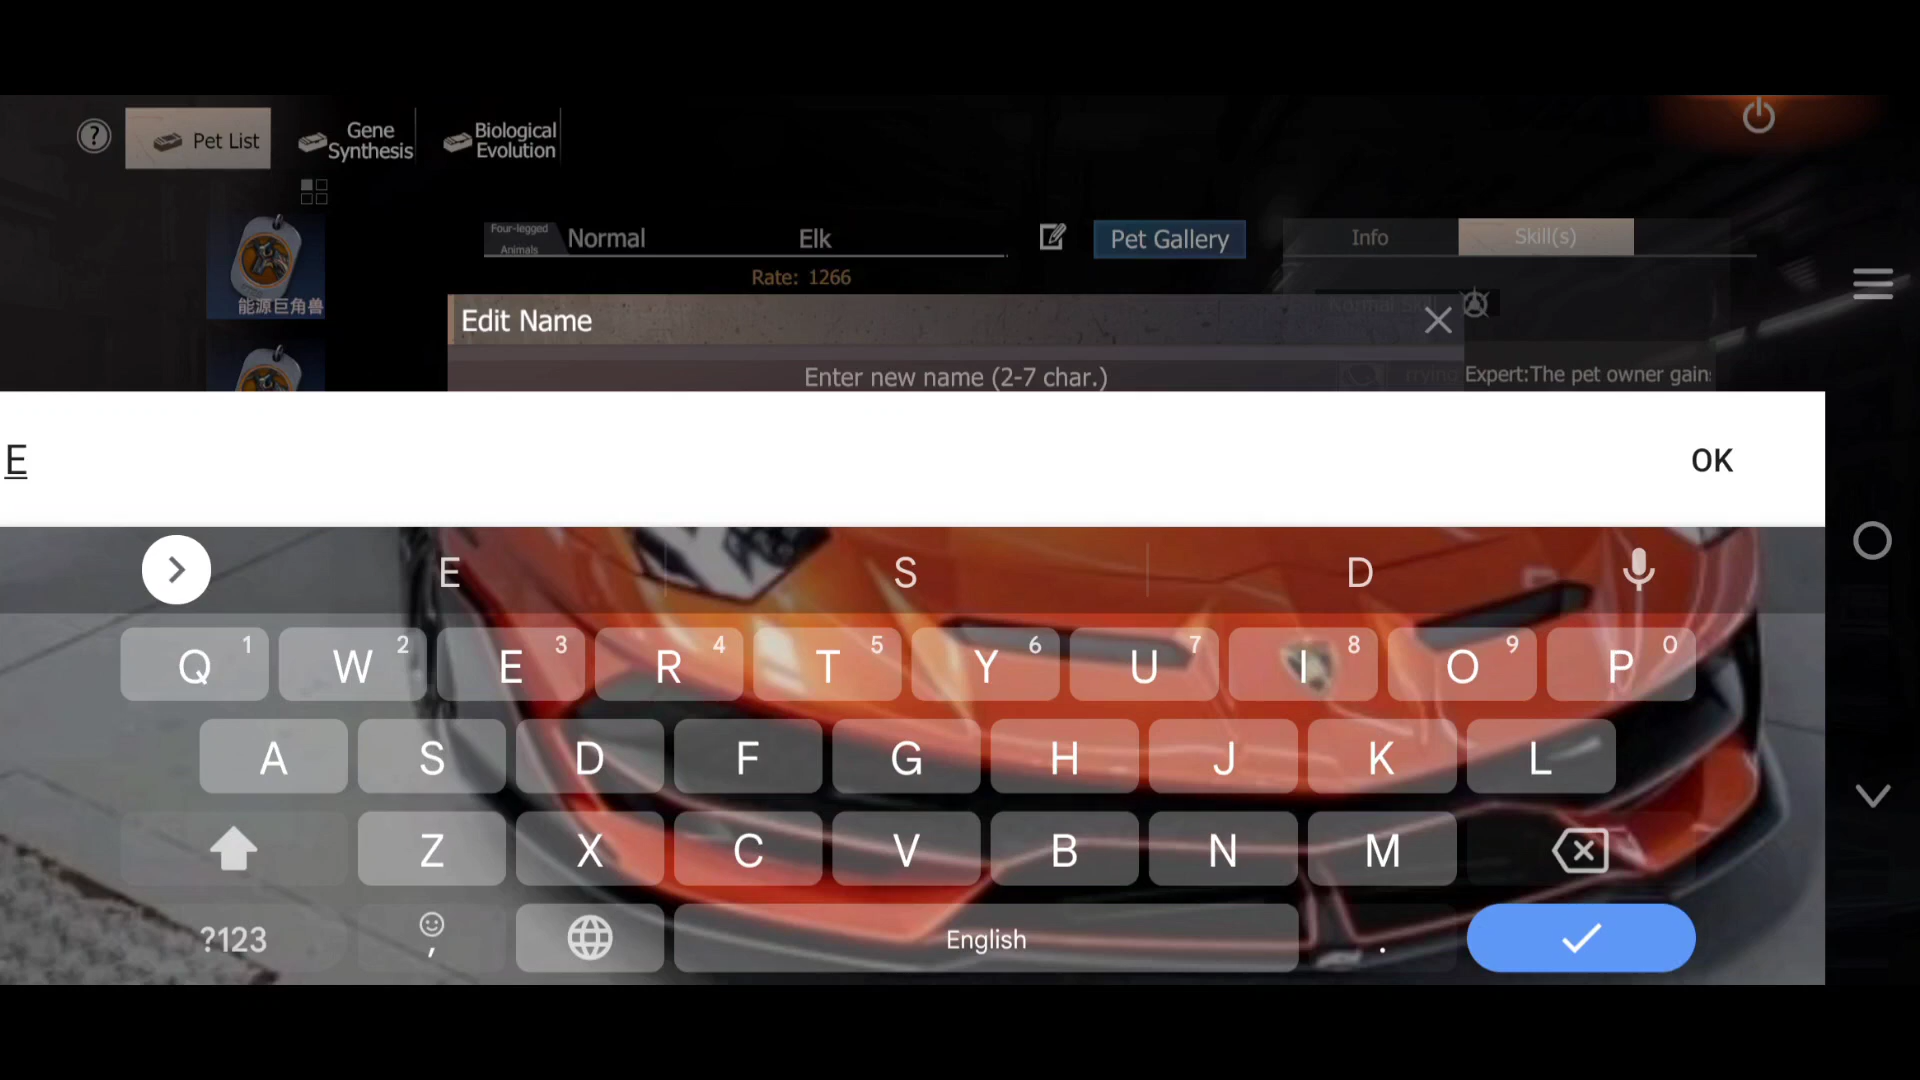 ?
Pet List
Gene
Synthesis
Biological
Evolution
Four-legged
Animals
Normal
Elk
Pet Gallery
Info
Skill(s)
Rate: 1266
能源巨角兽
Edit Name
Normal Skill
Enter new name (2-7 char.)
Expert:The pet owner gain
E
OK
E S D
Q 1 W 2 E 3 R 4 T 5 Y 6 U 7 I 8 O 9 P 0
A S D F G H J K L
Z X C V B N M
?123 , English .